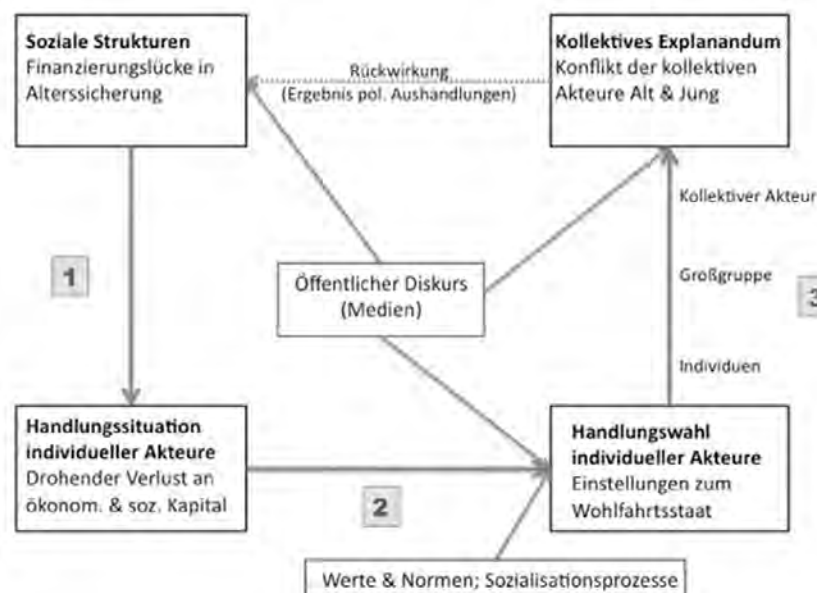 Soziale Strukturen
Finanzierungslücke in
Alterssicherung
Rückwirkung
(Ergebnis pol. Aushandlungen)
Kollektives Explanandum
Konflikt der kollektiven
Akteure Alt & Jung
Kollektiver Akteur
1
Öffentlicher Diskurs
(Medien)
Großgruppe
3
Individuen
Handlungssituation
individueller Akteure
Drohender Verlust an
ökonom. & soz. Kapital
2
Handlungswahl
individueller Akteure
Einstellungen zum
Wohlfahrtsstaat
Werte & Normen; Sozialisationsprozesse